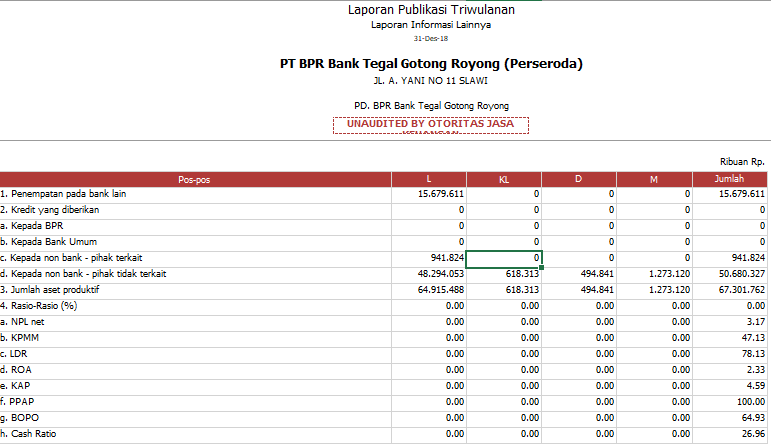 Laporan Publikasi Triwulanan
Laporan Informasi Lainnya
31-Des-18
PT BPR Bank Tegal Gotong Royong (Perseroda)
JL. A. YANI NO 11 SLAWI
PD. BPR Bank Tegal Gotong Royong
UNAUDITED BY OTORITAS JASA
Ribuan Rp.
Pos-pos L KL D M Jumlah
1. Penempatan pada bank lain 15.679.611 0 0 0 15.679.611
2. Kredit yang diberikan 0 0 0 0 0
a. Kepada BPR 0 0 0 0 0
b. Kepada Bank Umum 0 0 0 0 0
c. Kepada non bank - pihak terkait 941.824 0 0 0 941.824
d. Kepada non bank - pihak tidak terkait 48.294.053 618.313 494.841 1.273.120 50.680.327
3. Jumlah aset produktif 64.915.488 618.313 494.841 1.273.120 67.301.762
4. Rasio-Rasio (%) 0.00 0.00 0.00 0.00 0.00
a. NPL net 0.00 0.00 0.00 0.00 3.17
b. KPMM 0.00 0.00 0.00 0.00 47.13
c. LDR 0.00 0.00 0.00 0.00 78.13
d. ROA 0.00 0.00 0.00 0.00 2.33
e. KAP 0.00 0.00 0.00 0.00 4.59
f. PPAP 0.00 0.00 0.00 0.00 100.00
g. BOPO 0.00 0.00 0.00 0.00 64.93
h. Cash Ratio 0.00 0.00 0.00 0.00 26.96